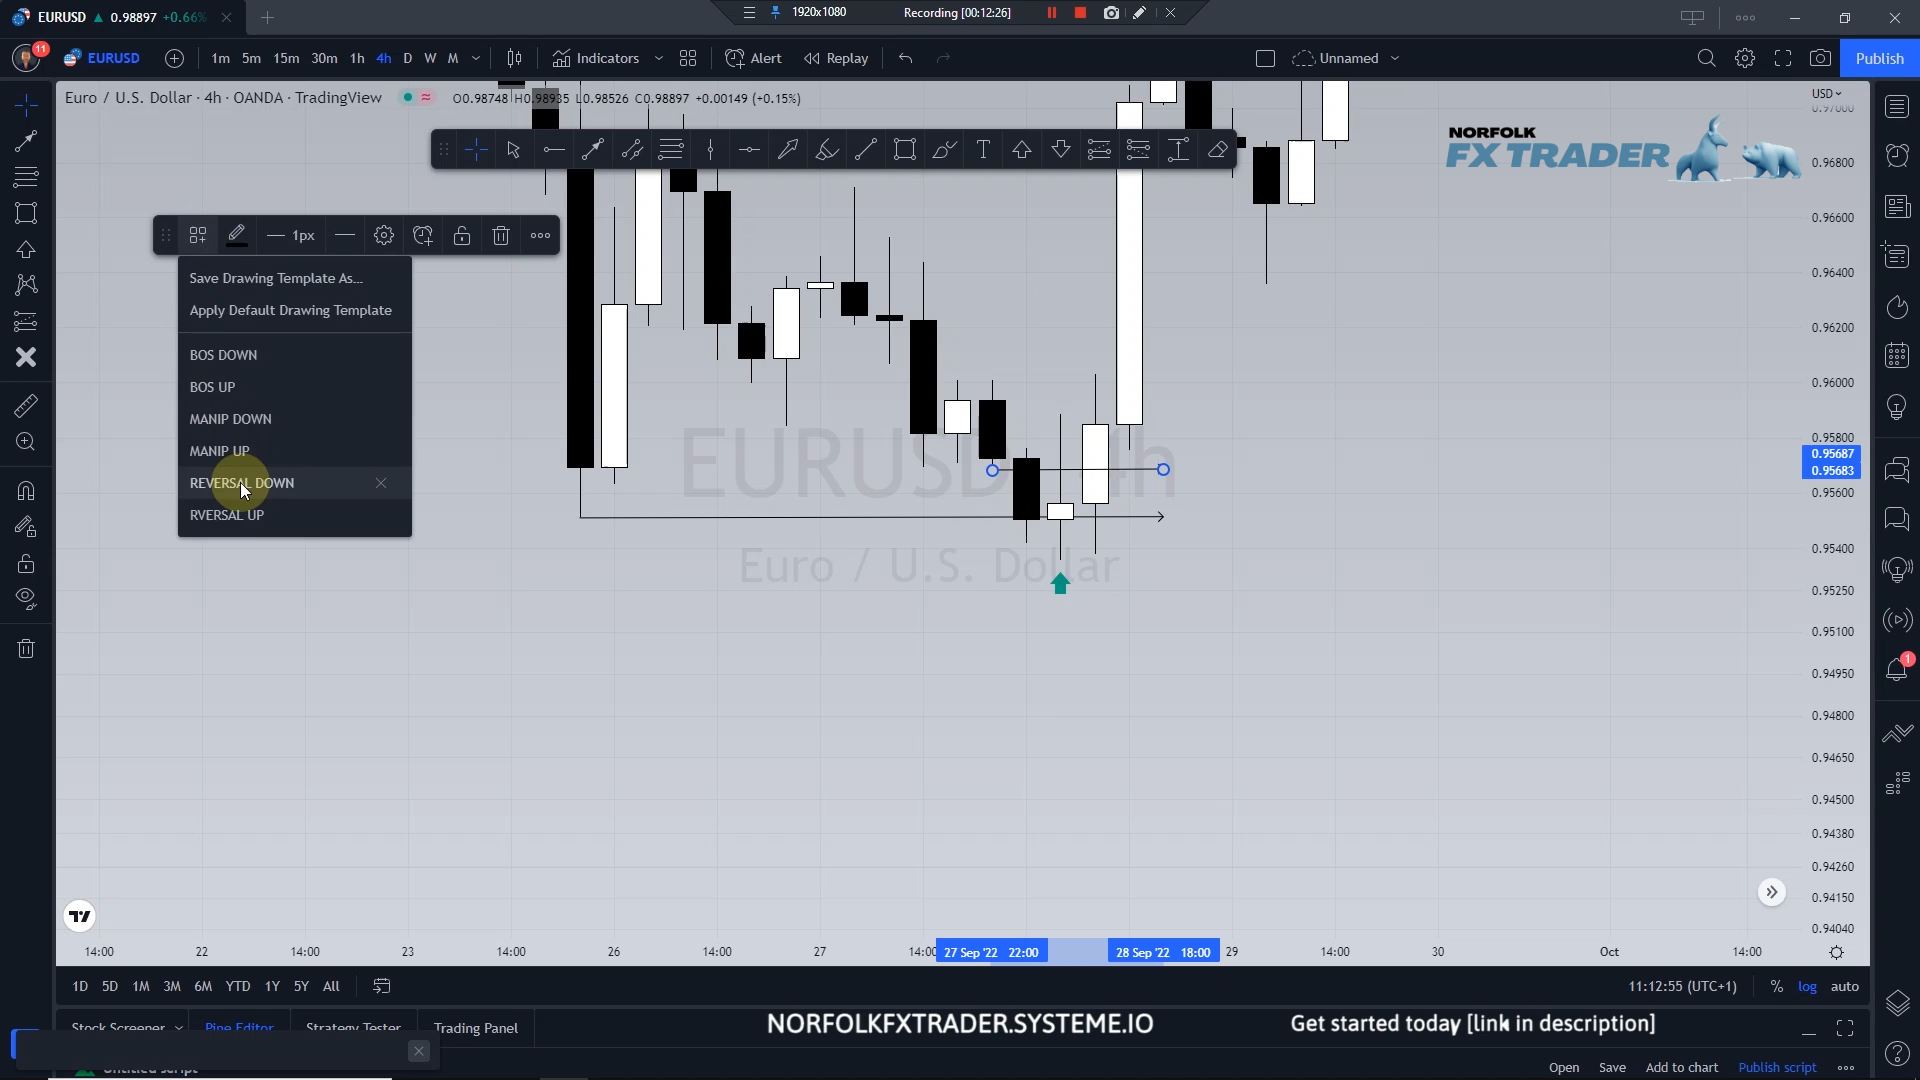 EURUSD ▲ 0.98897 +0.66%
1920x1080 Recording [00:12:26]
11
EURUSD 1m 5m 15m 30m 1h 4h D W M Indicators Alert Replay Unnamed Publish
Euro / U.S. Dollar · 4h · OANDA · TradingView O0.98748 H0.98935 L0.98526 C0.98897 +0.00149 (+0.15%)
USD
0.97000
NORFOLK
FX TRADER
0.96800
0.96600
1px
0.96400
Save Drawing Template As...
Apply Default Drawing Template
0.96200
BOS DOWN
0.96000
BOS UP
MANIP DOWN
0.95800
MANIP UP
0.95687
0.95683
EURUSD, 4h
REVERSAL DOWN
0.95600
RVERSAL UP
0.95400
Euro / U.S. Dollar
0.95250
0.95100
1
0.94950
0.94800
0.94650
0.94500
0.94380
0.94260
0.94150
0.94040
14:00 22 14:00 23 14:00 26 14:00 27 14:00 27 Sep '22 22:00 28 Sep '22 18:00 29 14:00 30 Oct 14:00
1D 5D 1M 3M 6M YTD 1Y 5Y All 11:12:55 (UTC+1) % log auto
Stock Screener Pine Editor Strategy Tester Trading Panel
NORFOLKFXTRADER.SYSTEME.IO Get started today [link in description]
Untitled script
Open Save Add to chart Publish script